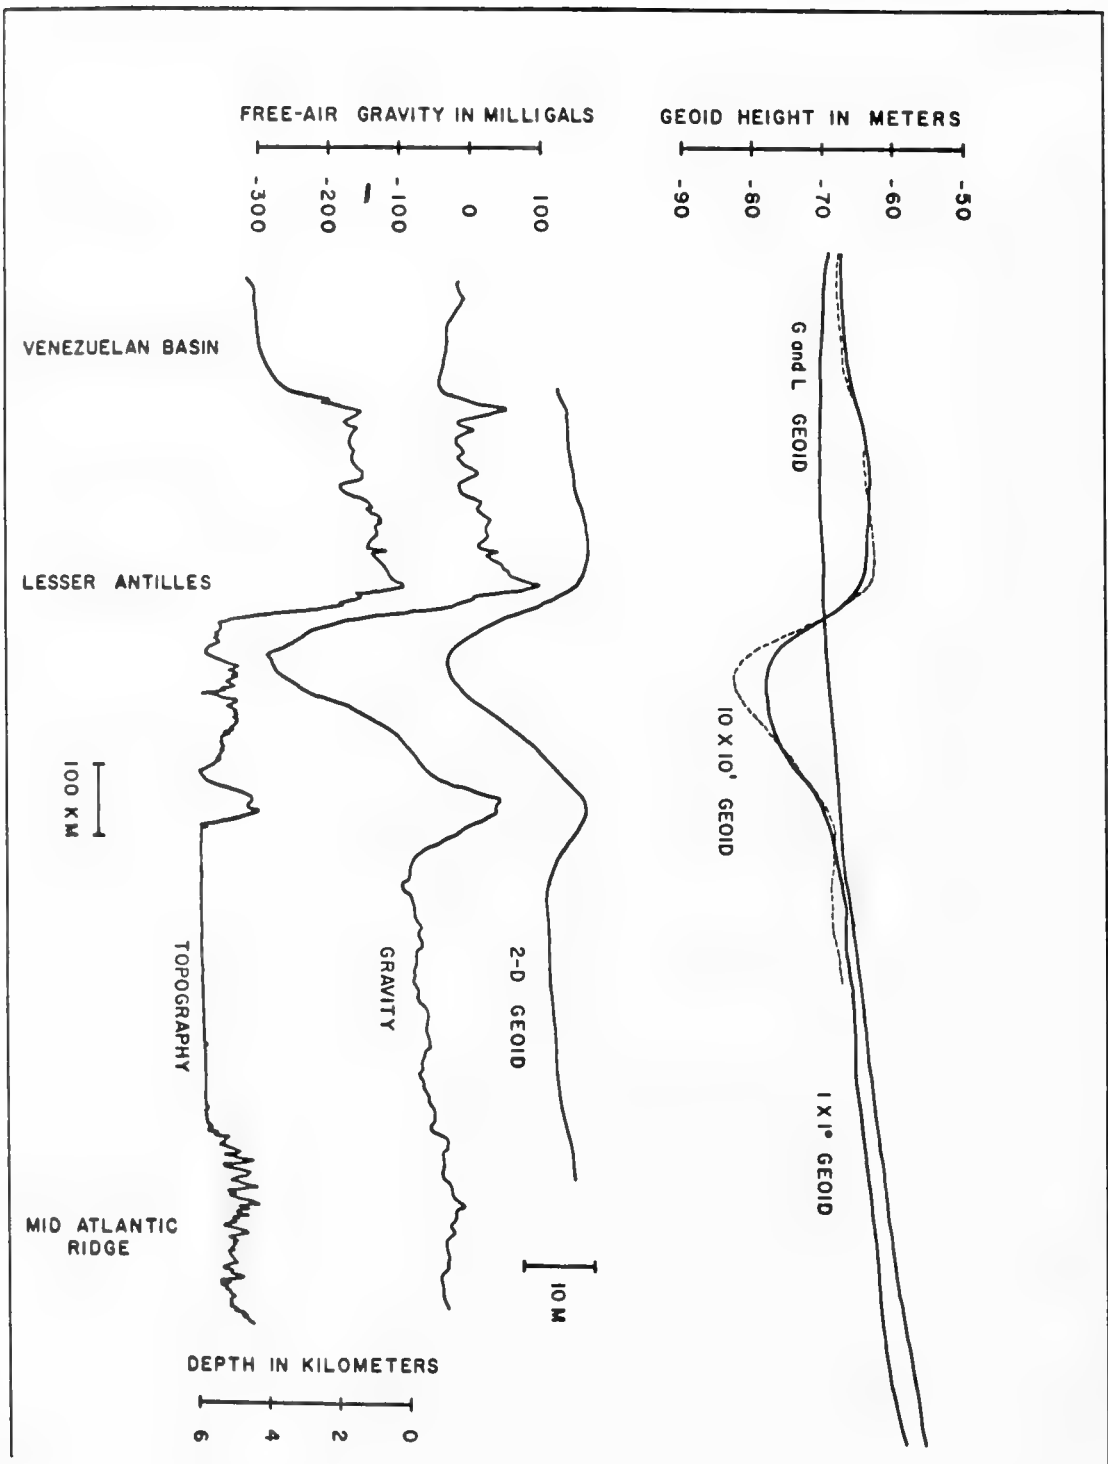 FREE-AIR GRAVITY IN MILLIGALS
-300
-200
-100
0
100
GEOID HEIGHT IN METERS
-90
-80
-70
-60
-50
VENEZUELAN BASIN
G and L GEOID
LESSER ANTILLES
10 X 10' GEOID
100 KM
TOPOGRAPHY
GRAVITY
2-D GEOID
1 X 1° GEOID
MID ATLANTIC
RIDGE
10 M
DEPTH IN KILOMETERS
6
4
2
0